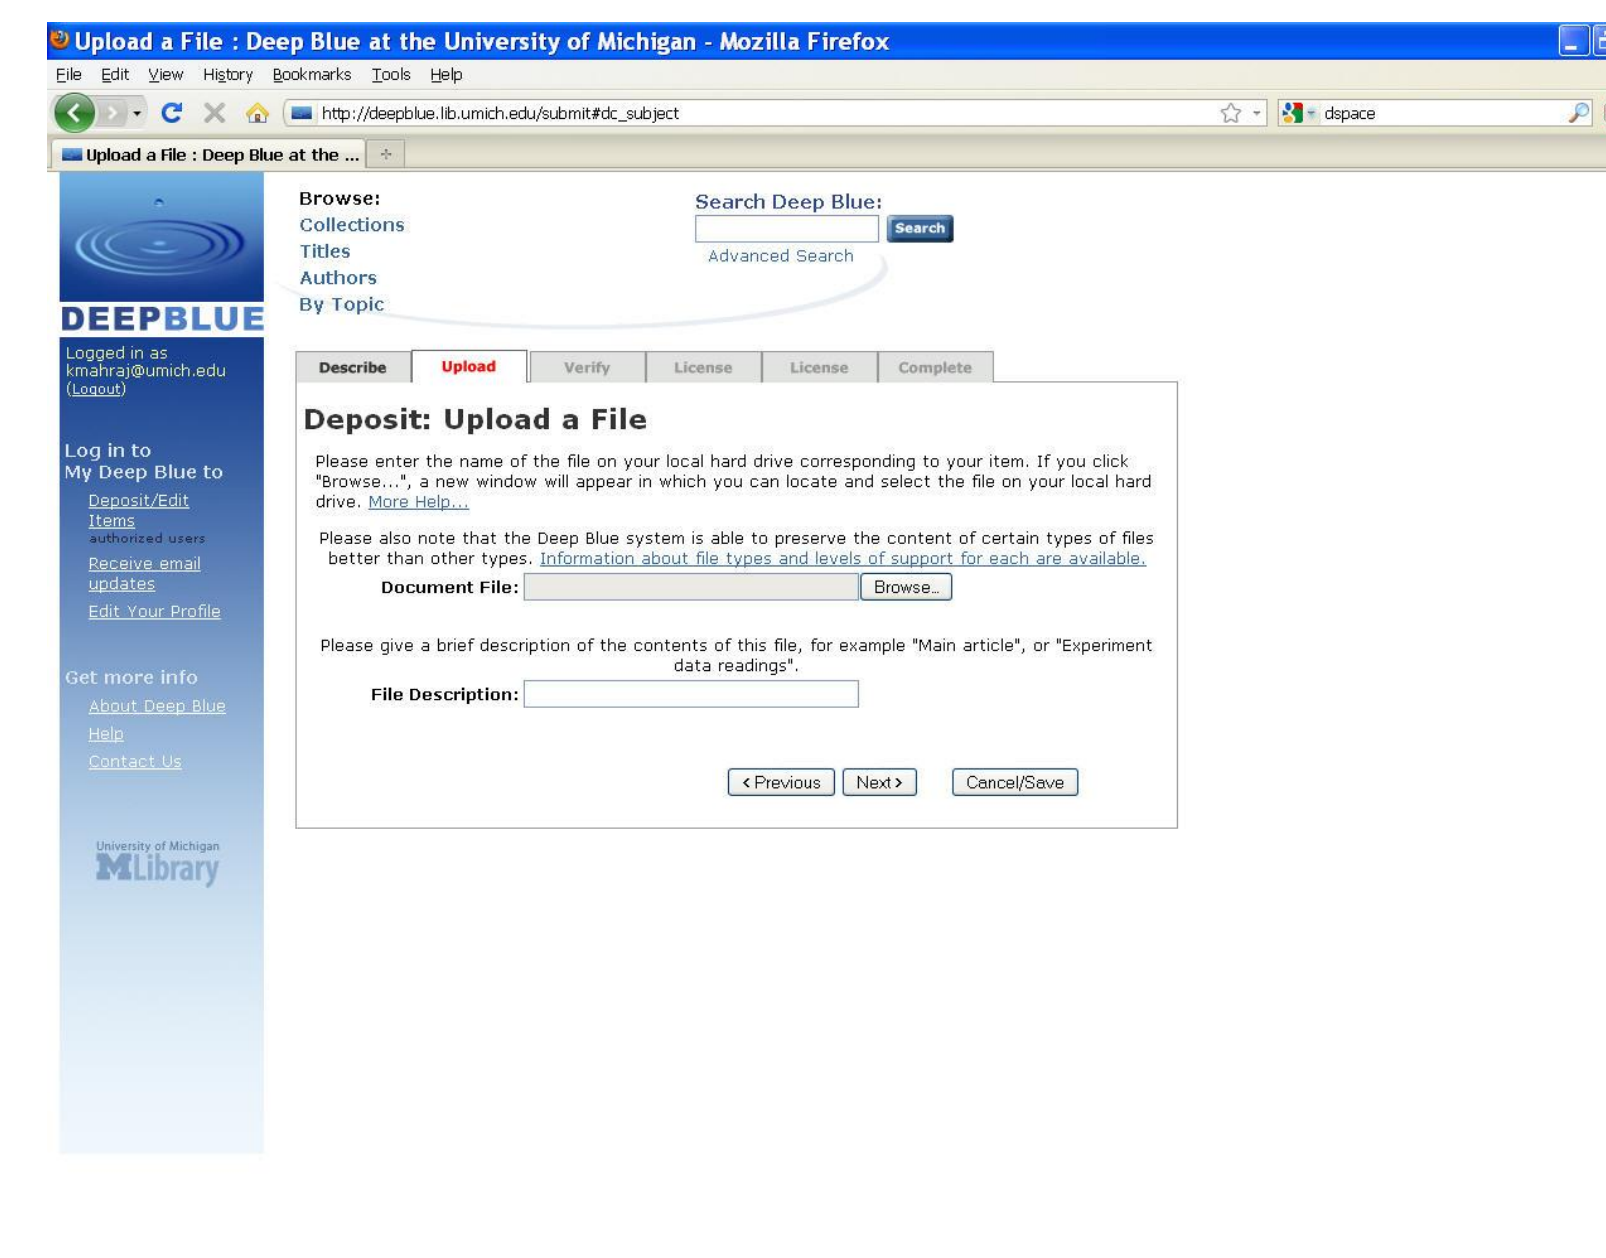 Upload a File : Deep Blue at the University of Michigan - Mozilla Firefox
File Edit View History Bookmarks Tools Help
http://deepblue.lib.umich.edu/submit#dc_subject
dspace
Upload a File : Deep Blue at the ...
DEEPBLUE
Logged in as
kmahraj@umich.edu
(Logout)
Log in to
My Deep Blue to
Deposit/Edit
Items
authorized users
Receive email
updates
Edit Your Profile
Get more info
About Deep Blue
Help
Contact Us
University of Michigan
MLibrary
Browse:
Collections
Titles
Authors
By Topic
Search Deep Blue:
Search
Advanced Search
Describe Upload Verify License License Complete
Deposit: Upload a File
Please enter the name of the file on your local hard drive corresponding to your item. If you click
"Browse...", a new window will appear in which you can locate and select the file on your local hard
drive. More Help...
Please also note that the Deep Blue system is able to preserve the content of certain types of files
better than other types. Information about file types and levels of support for each are available.
Document File: Browse...
Please give a brief description of the contents of this file, for example "Main article", or "Experiment
data readings".
File Description:
< Previous Next > Cancel/Save